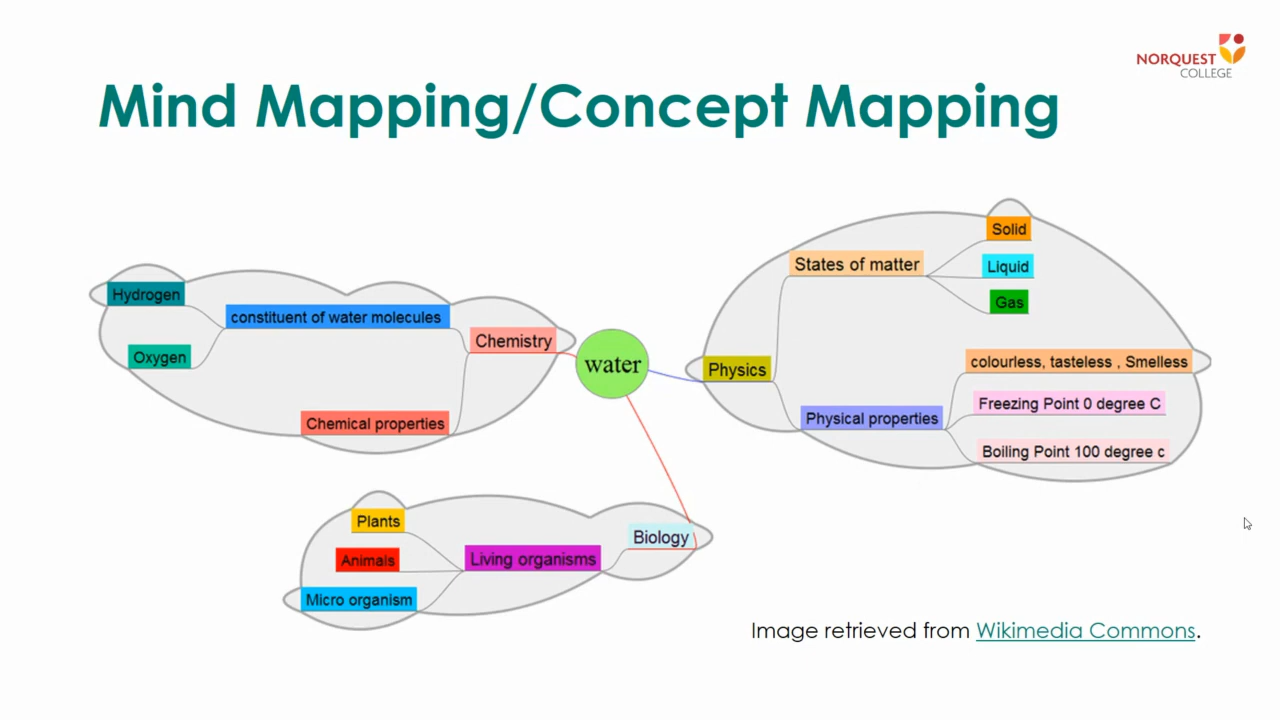 NORQUEST
COLLEGE
Mind Mapping/Concept Mapping
Hydrogen
Oxygen
constituent of water molecules
Chemistry
Chemical properties
water
Physics
States of matter
Solid
Liquid
Gas
Physical properties
colourless, tasteless , Smelless
Freezing Point 0 degree C
Boiling Point 100 degree c
Biology
Living organisms
Plants
Animals
Micro organism
Image retrieved from Wikimedia Commons.